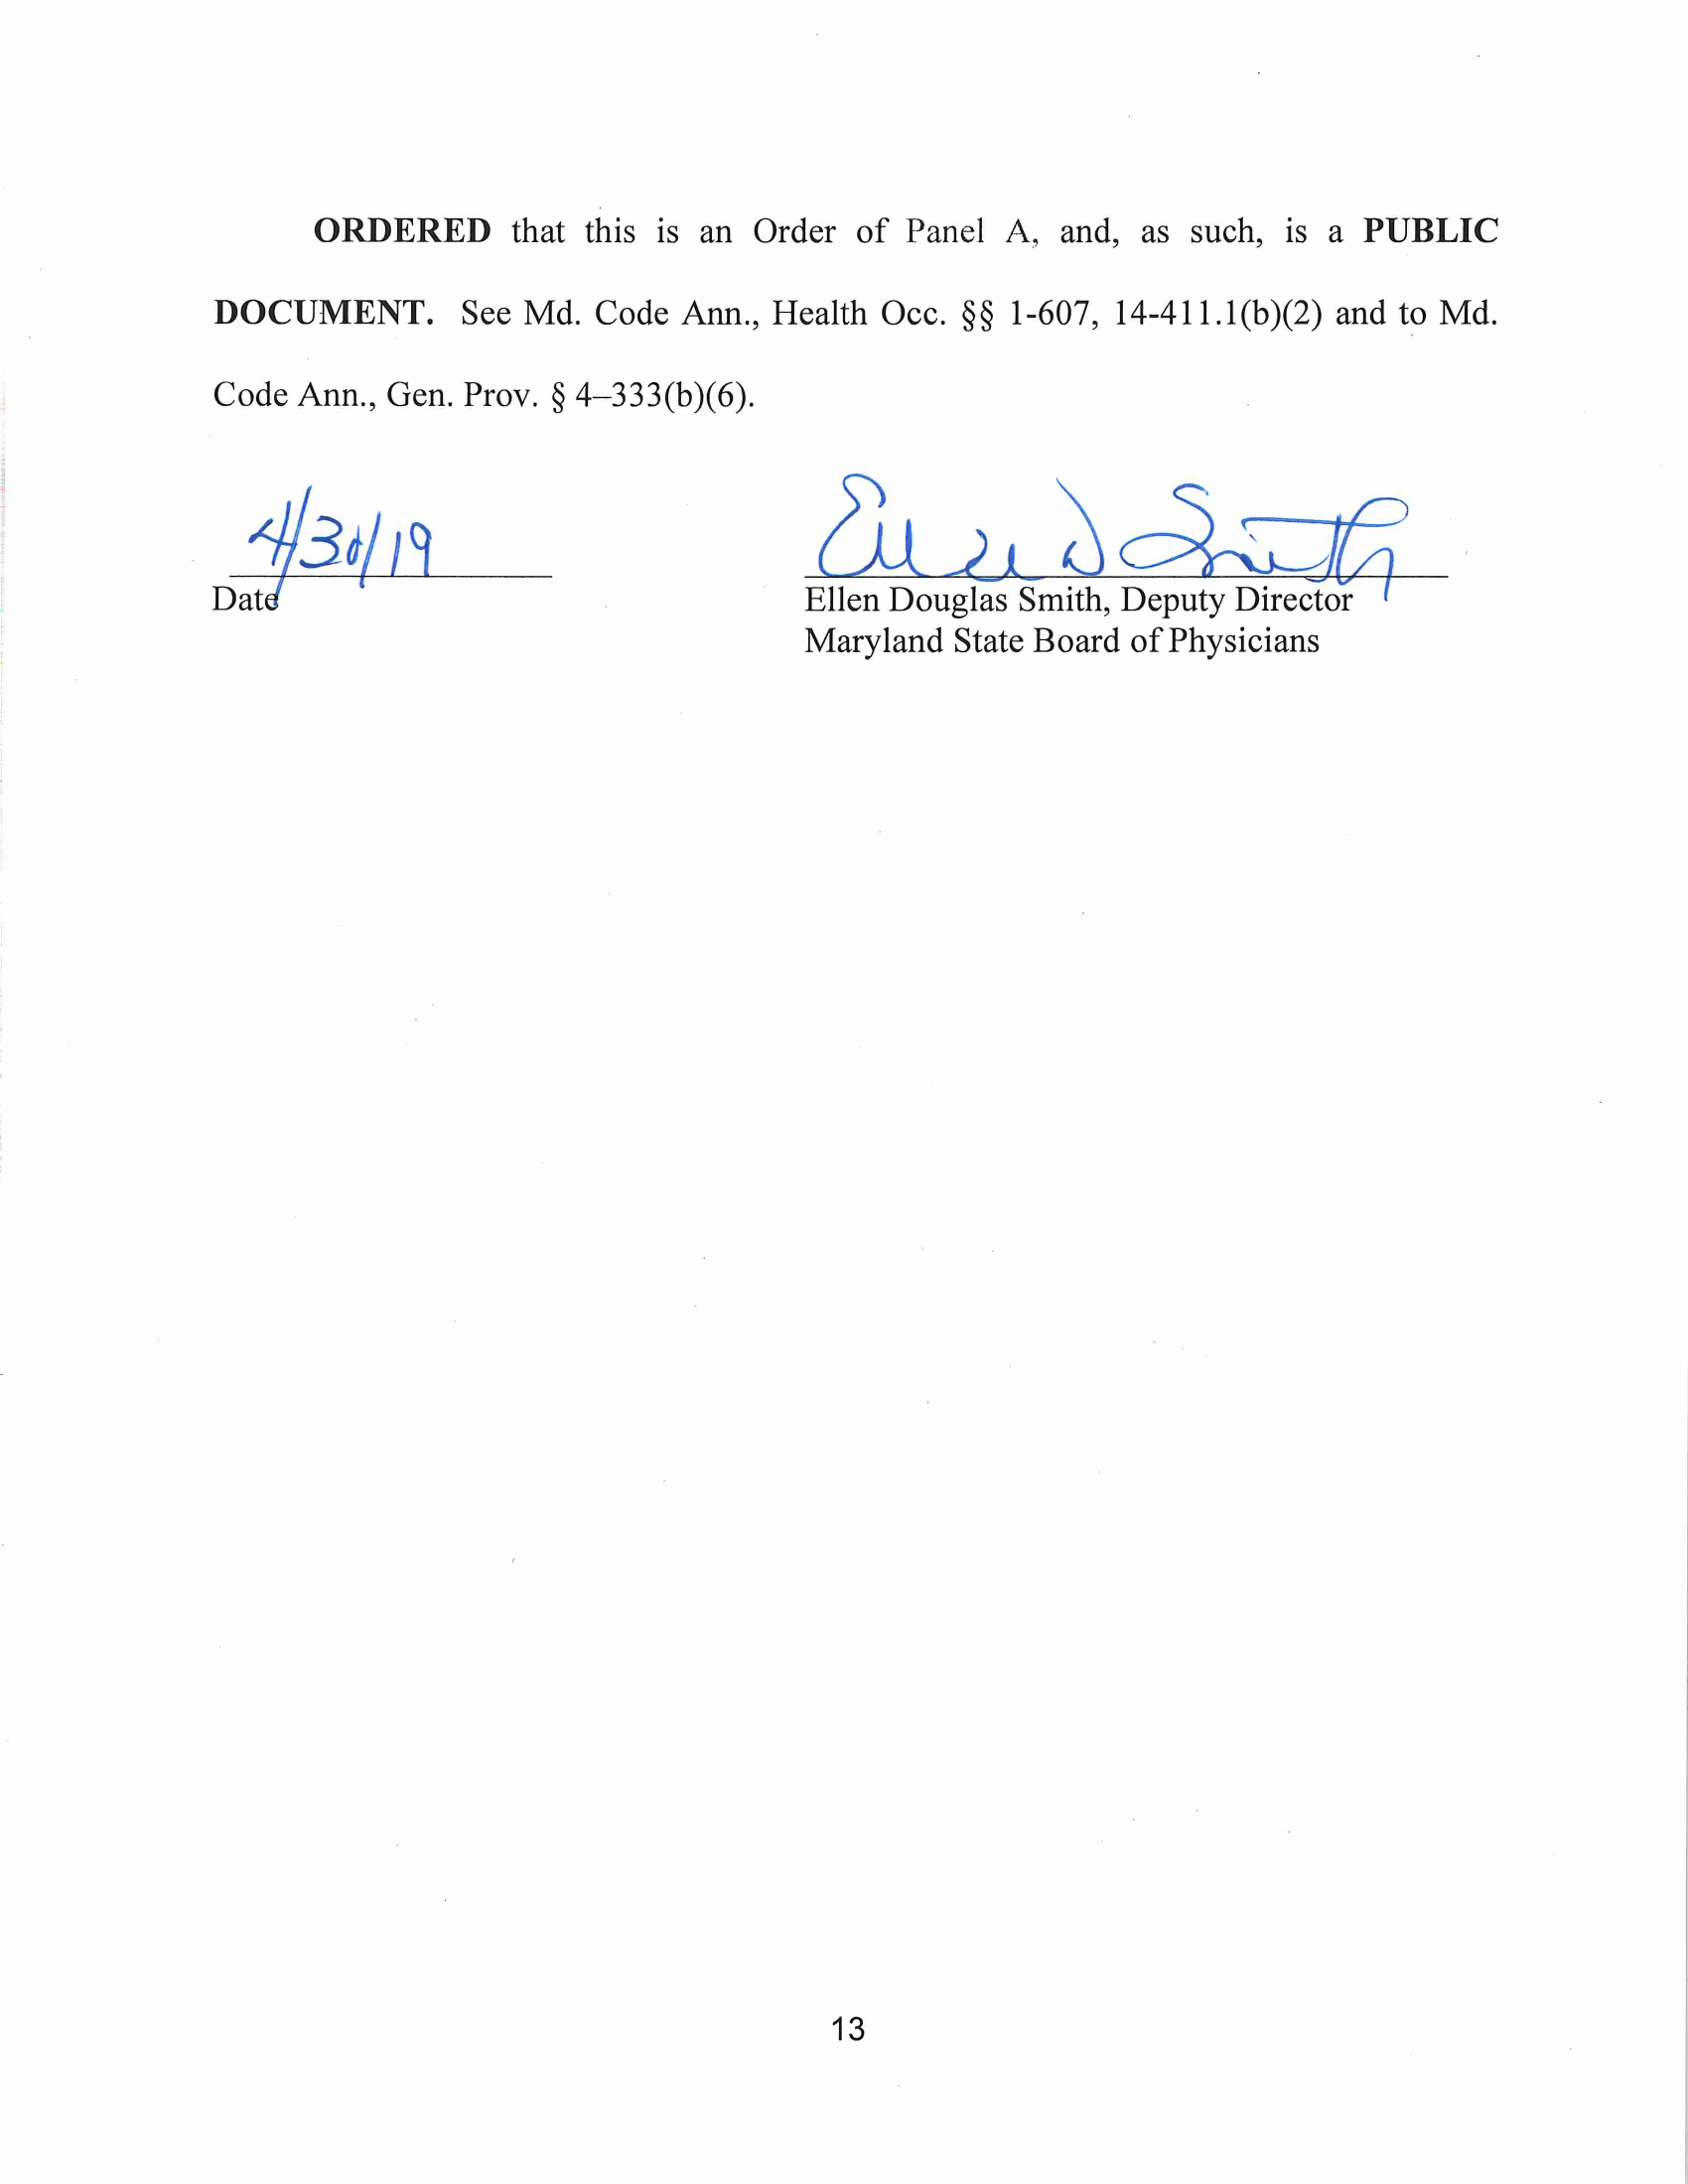 ORDERED that this is an Order of Panel A, and, as such, is a PUBLIC
DOCUMENT. See Md. Code Ann., Health Occ. §§ 1-607, 14-411.1(b)(2) and to Md.
Code Ann., Gen. Prov. § 4–333(b)(6).
4/30/19
Ellen D Smith
Date
Ellen Douglas Smith, Deputy Director
Maryland State Board of Physicians
13